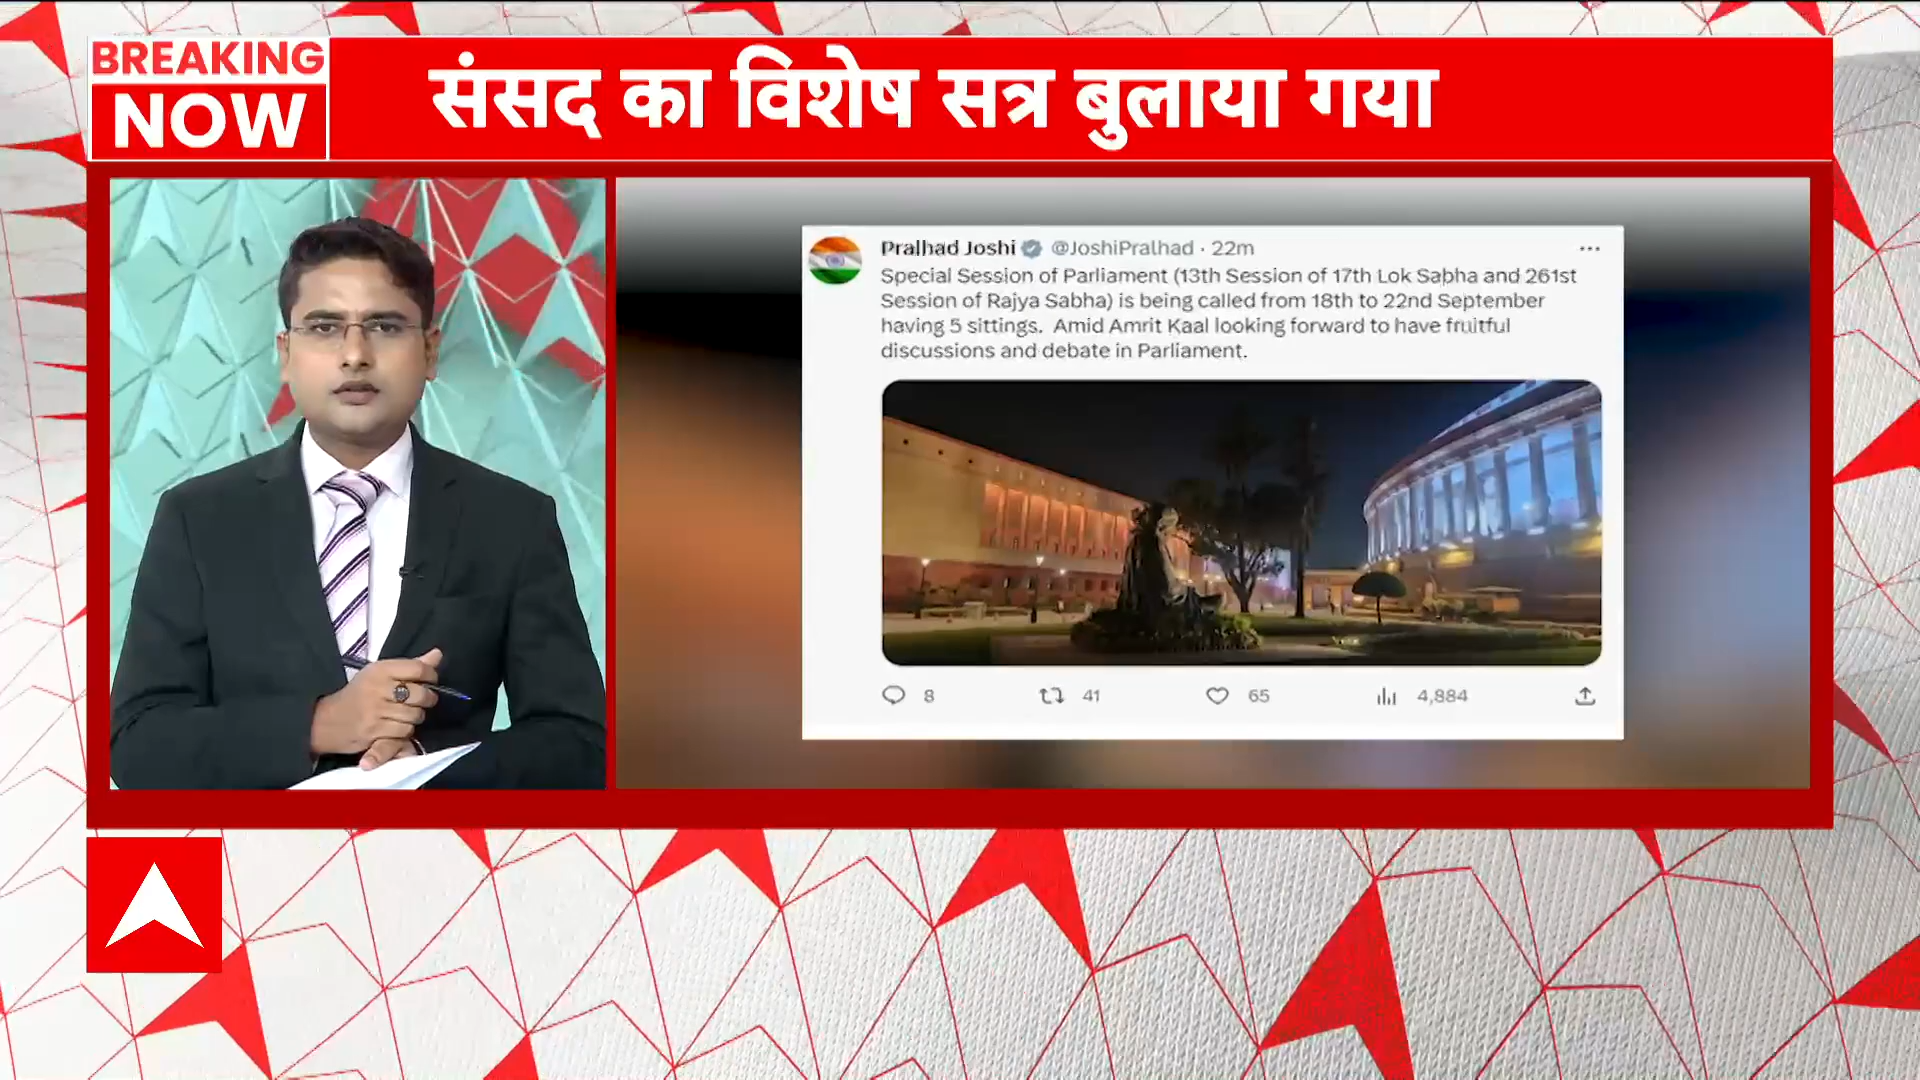 BREAKING
NOW
संसद का विशेष सत्र बुलाया गया
Pralhad Joshi @JoshiPralhad · 22m
Special Session of Parliament (13th Session of 17th Lok Sabha and 261st
Session of Rajya Sabha) is being called from 18th to 22nd September
having 5 sittings. Amid Amrit Kaal looking forward to have fruitful
discussions and debate in Parliament.
8 41 65 4,884